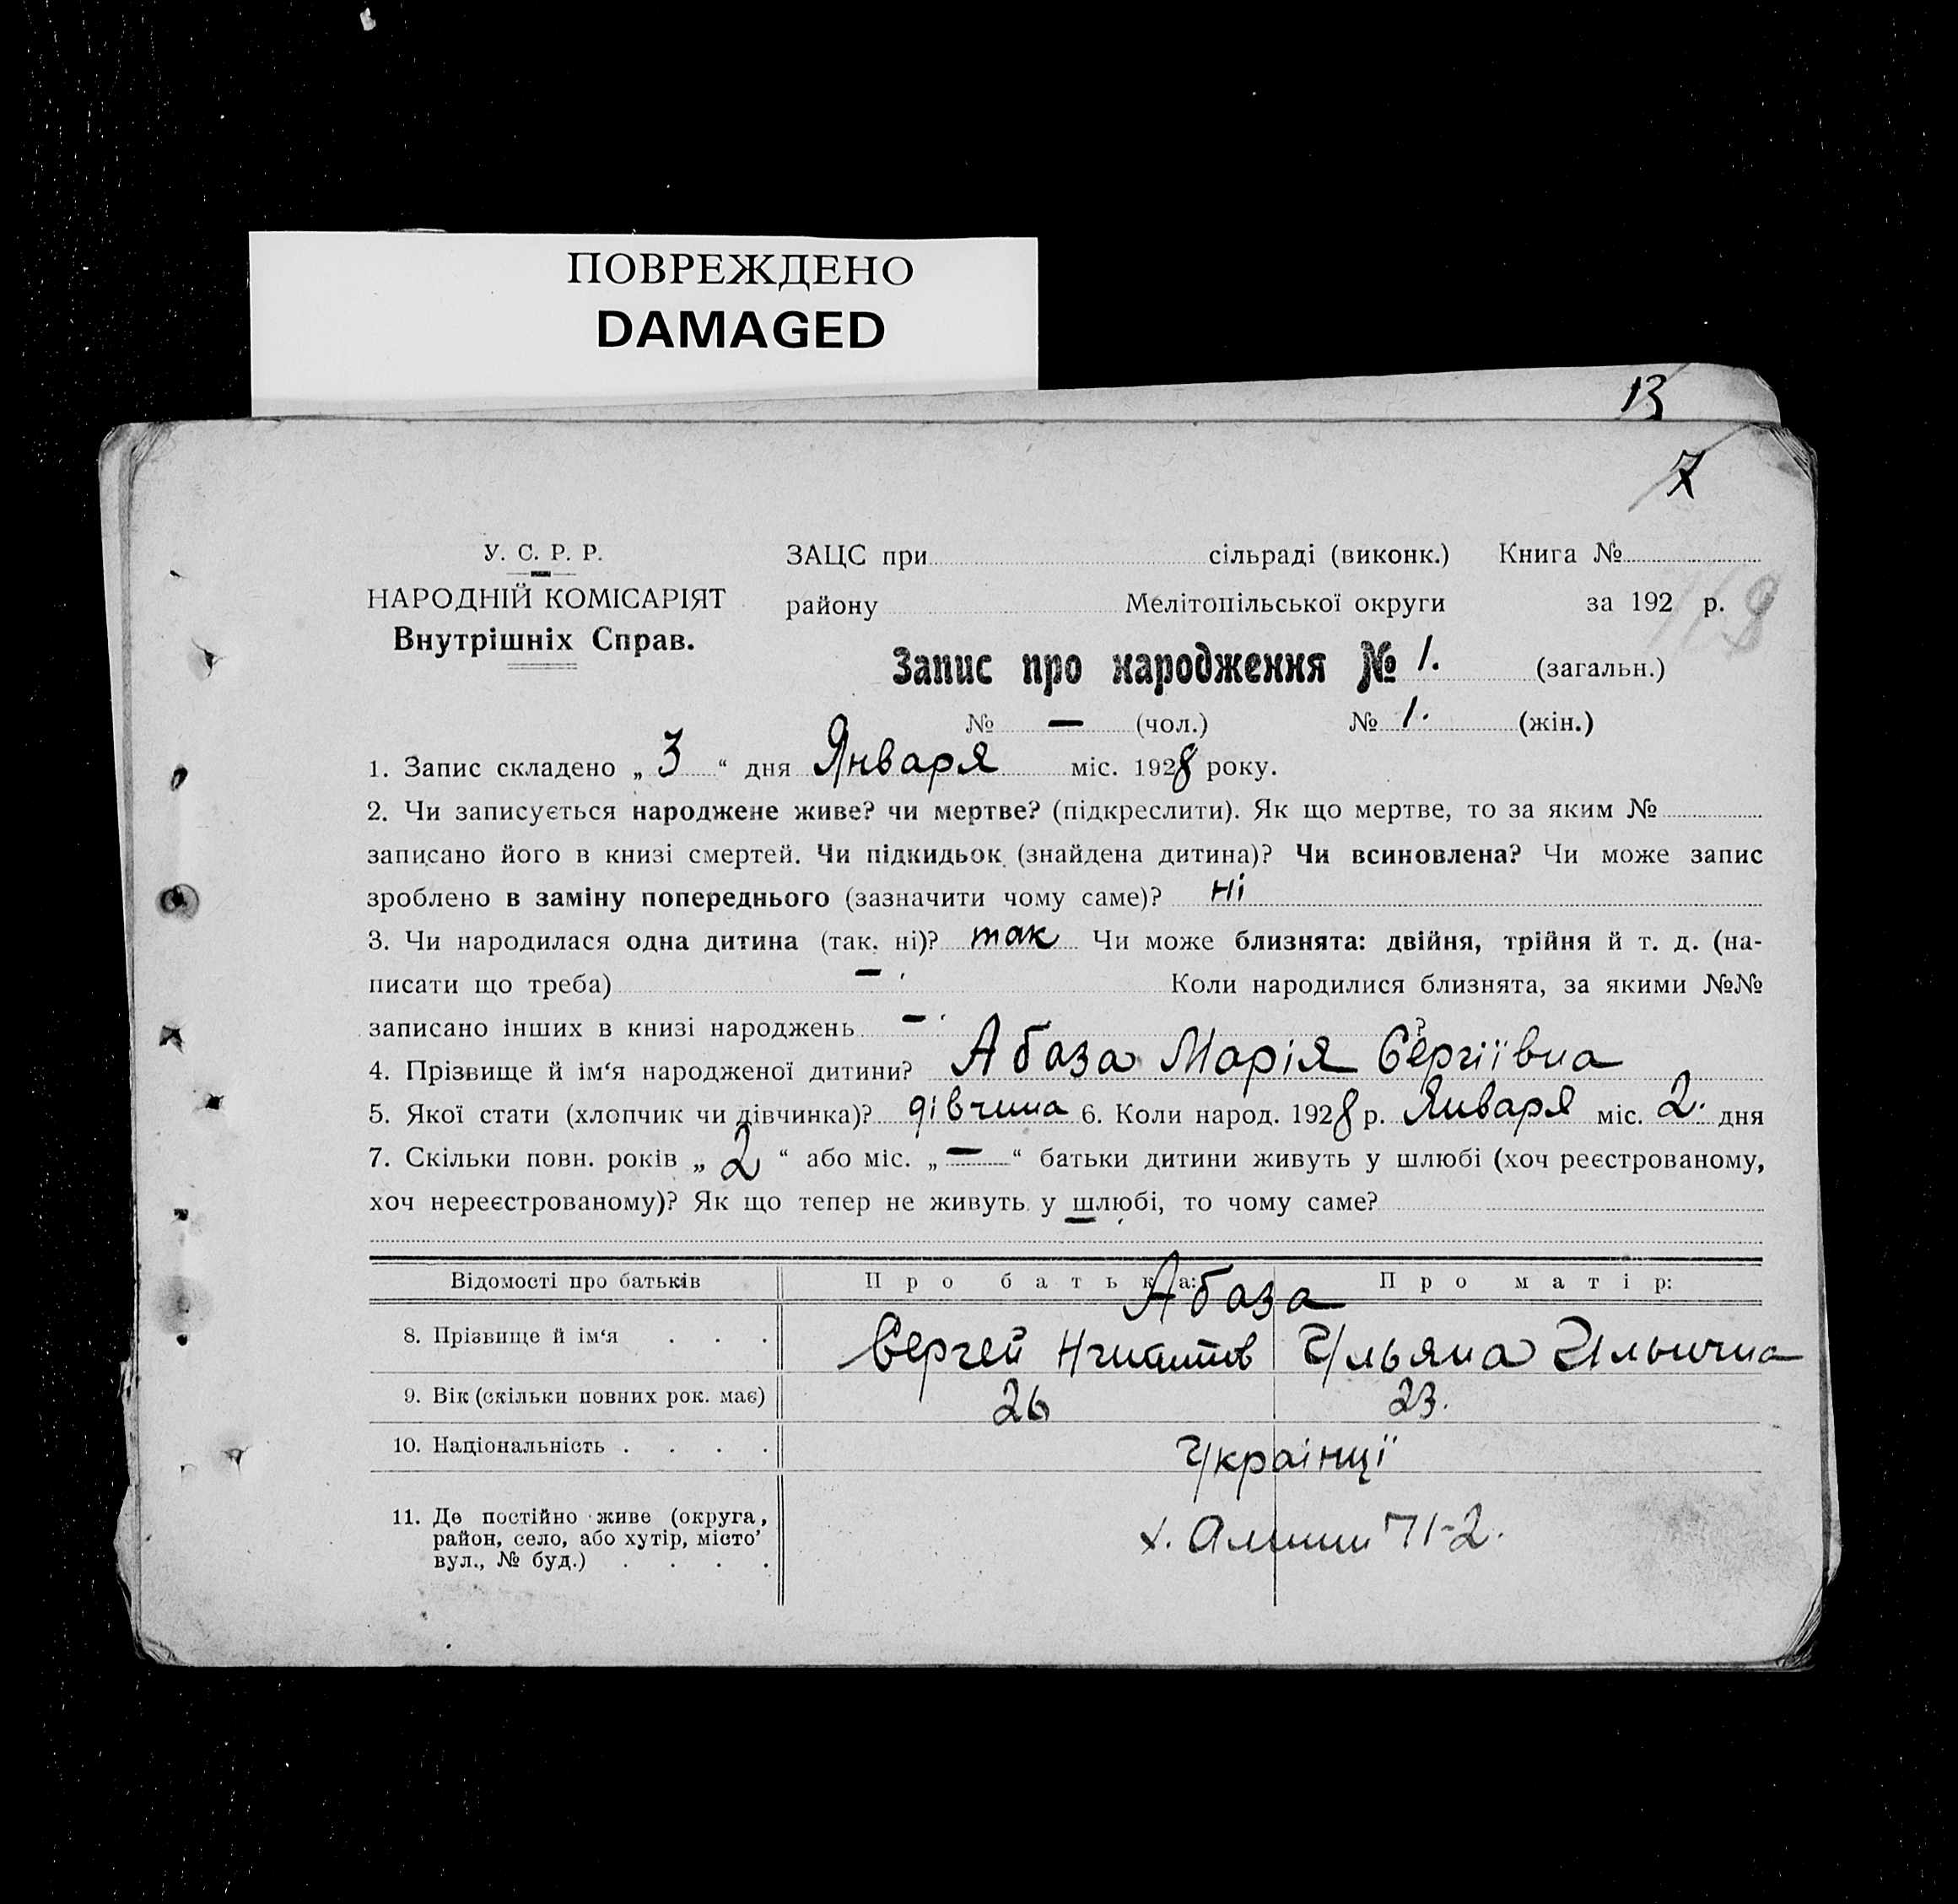 ПОВРЕЖДЕНО
DAMAGED
13
7
У. С. Р. Р.
НАРОДНІЙ КОМІСАРІЯТ
Внутрішніх Справ.
ЗАЦС при сільраді (виконк.) Книга №
району Мелітопільської округи за 192 р.
Запис про народження № 1. (загальн.)
№ — (чол.) № 1. (жін.)
1. Запис складено „ 3 “ дня Января міс. 1928 року.
2. Чи записується народжене живе? чи мертве? (підкреслити). Як що мертве, то за яким №
записано його в книзі смертей. Чи підкидьок (знайдена дитина)? Чи всиновлена? Чи може запис
зроблено в заміну попереднього (зазначити чому саме)? ні
3. Чи народилася одна дитина (так, ні)? так Чи може близнята: двійня, трійня й т. д. (на-
писати що треба) — Коли народилися близнята, за якими №№
записано інших в книзі народжень — ?
4. Прізвище й ім‘я народженої дитини? Абаза Марія Сергіївна
5. Якої стати (хлопчик чи дівчинка)? дівчина 6. Коли народ. 1928 р. Января міс. 2. дня
7. Скільки повн. років „ 2 “ або міс. „ — “ батьки дитини живуть у шлюбі (хоч реєстрованому,
хоч нереєстрованому)? Як що тепер не живуть у шлюбі, то чому саме?
—
Відомості про батьків Про батька: Про матір:
Абаза
8. Прізвище й ім‘я . . . Сергей Ульяна Ильична
9. Вік (скільки повних рок. має) 26 23.
10. Національність . . . . Українці
11. Де постійно живе (округа,
район, село, або хутір, місто’
вул., № буд.) . . . .
х. 71-2.